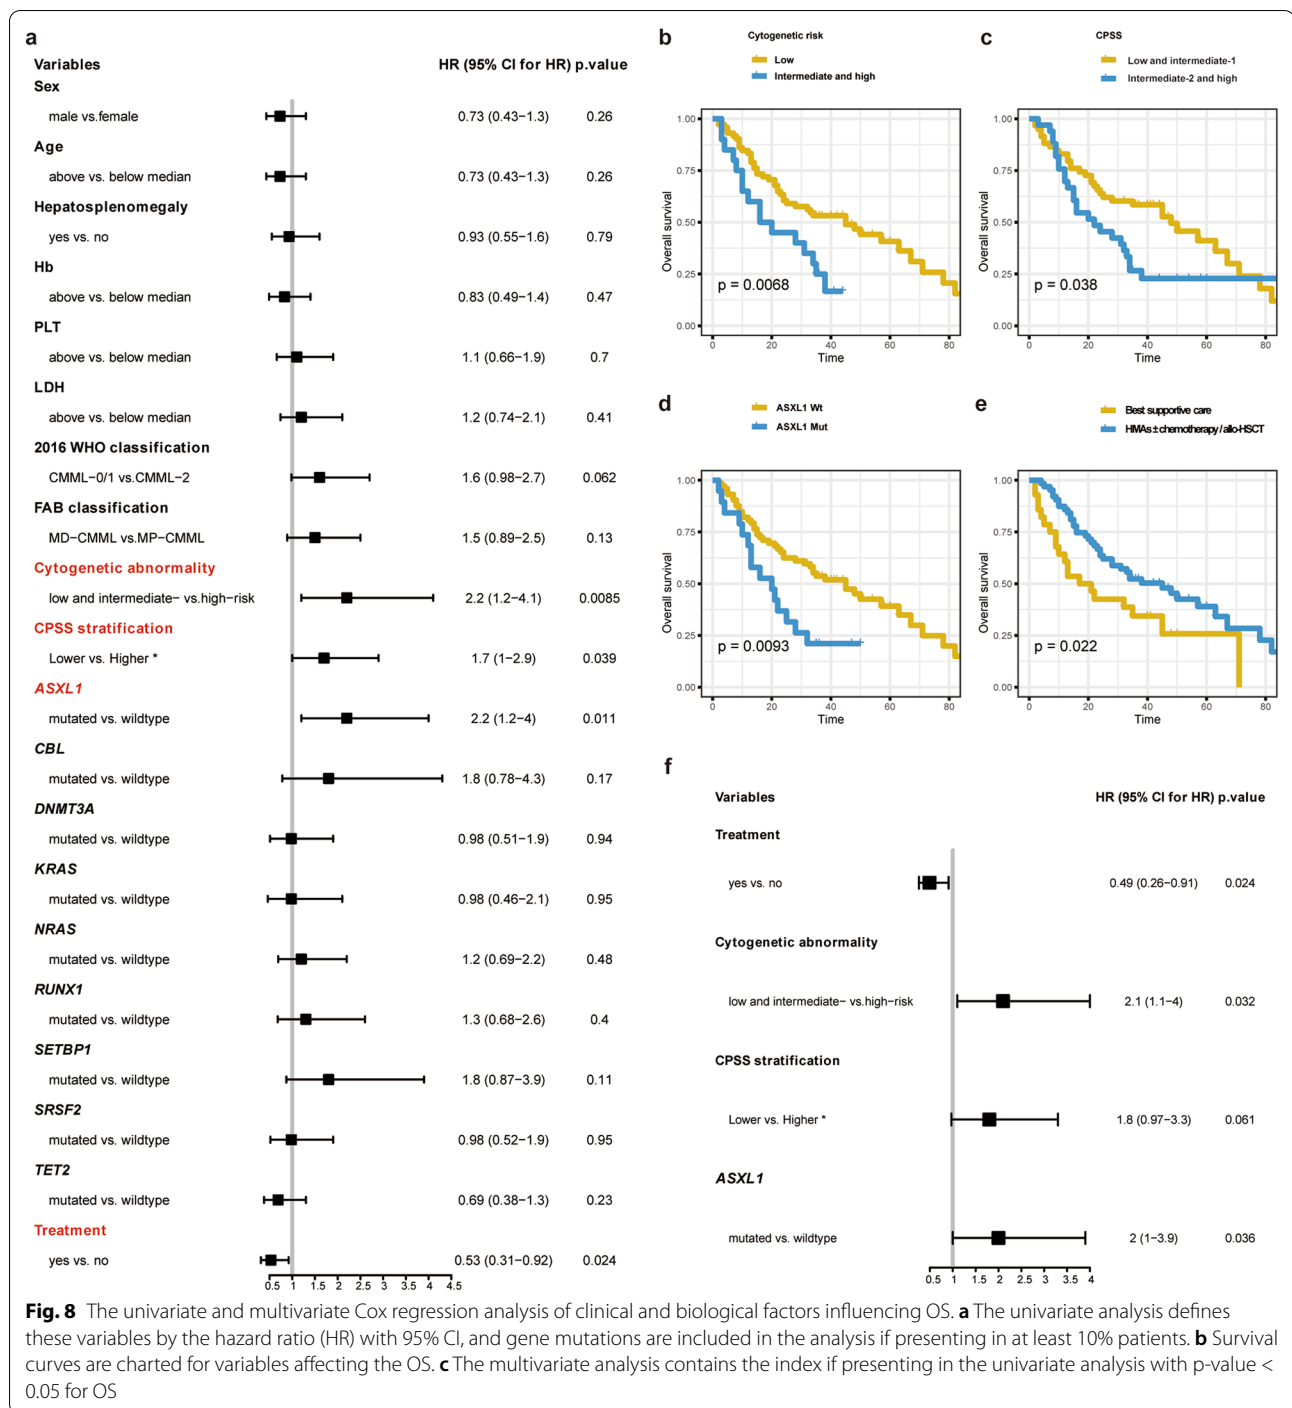 a
Variables HR (95% CI for HR) p.value
Sex
male vs.female 0.73 (0.43−1.3) 0.26
Age
above vs. below median 0.73 (0.43−1.3) 0.26
Hepatosplenomegaly
yes vs. no 0.93 (0.55−1.6) 0.79
Hb
above vs. below median 0.83 (0.49−1.4) 0.47
PLT
above vs. below median 1.1 (0.66−1.9) 0.7
LDH
above vs. below median 1.2 (0.74−2.1) 0.41
2016 WHO classification
CMML−0/1 vs.CMML−2 1.6 (0.98−2.7) 0.062
FAB classification
MD−CMML vs.MP−CMML 1.5 (0.89−2.5) 0.13
Cytogenetic abnormality
low and intermediate− vs.high−risk 2.2 (1.2−4.1) 0.0085
CPSS stratification
Lower vs. Higher * 1.7 (1−2.9) 0.039
ASXL1
mutated vs. wildtype 2.2 (1.2−4) 0.011
CBL
mutated vs. wildtype 1.8 (0.78−4.3) 0.17
DNMT3A
mutated vs. wildtype 0.98 (0.51−1.9) 0.94
KRAS
mutated vs. wildtype 0.98 (0.46−2.1) 0.95
NRAS
mutated vs. wildtype 1.2 (0.69−2.2) 0.48
RUNX1
mutated vs. wildtype 1.3 (0.68−2.6) 0.4
SETBP1
mutated vs. wildtype 1.8 (0.87−3.9) 0.11
SRSF2
mutated vs. wildtype 0.98 (0.52−1.9) 0.95
TET2
mutated vs. wildtype 0.69 (0.38−1.3) 0.23
Treatment
yes vs. no 0.53 (0.31−0.92) 0.024
0.5 1 1.5 2 2.5 3 3.5 4 4.5
b
Cytogenetic risk
Low
Intermediate and high
Overall survival
1.00
0.75
0.50
0.25
0.00
p = 0.0068
0 20 40 60 80
Time
c
CPSS
Low and intermediate-1
Intermediate-2 and high
Overall survival
1.00
0.75
0.50
0.25
0.00
p = 0.038
0 20 40 60 80
Time
d
ASXL1 Wt
ASXL1 Mut
Overall survival
1.00
0.75
0.50
0.25
0.00
p = 0.0093
0 20 40 60 80
Time
e
Best supportive care
HMAs±chemotherapy/allo-HSCT
Overall survival
1.00
0.75
0.50
0.25
0.00
p = 0.022
0 20 40 60 80
Time
f
Variables HR (95% CI for HR) p.value
Treatment
yes vs. no 0.49 (0.26−0.91) 0.024
Cytogenetic abnormality
low and intermediate− vs.high−risk 2.1 (1.1−4) 0.032
CPSS stratification
Lower vs. Higher * 1.8 (0.97−3.3) 0.061
ASXL1
mutated vs. wildtype 2 (1−3.9) 0.036
0.5 1 1.5 2 2.5 3 3.5 4
Fig. 8 The univariate and multivariate Cox regression analysis of clinical and biological factors influencing OS. a The univariate analysis defines
these variables by the hazard ratio (HR) with 95% CI, and gene mutations are included in the analysis if presenting in at least 10% patients. b Survival
curves are charted for variables affecting the OS. c The multivariate analysis contains the index if presenting in the univariate analysis with p-value <
0.05 for OS